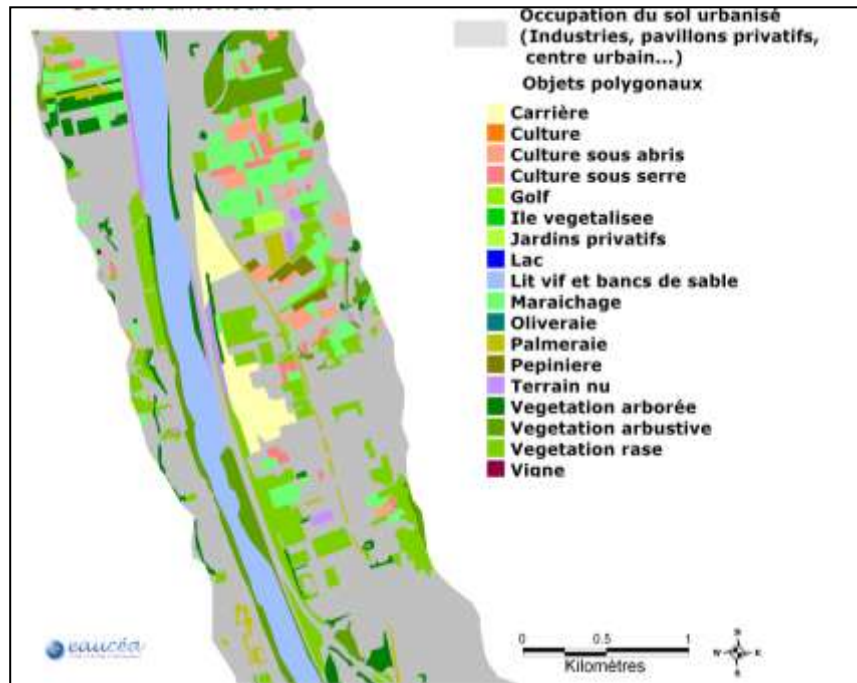 Occupation du sol urbanisé
(Industries, pavillons privatifs,
centre urbain...)
Objets polygonaux
Carrière
Culture
Culture sous abris
Culture sous serre
Golf
Ile vegetalisee
Jardins privatifs
Lac
Lit vif et bancs de sable
Maraichage
Oliveraie
Palmeraie
Pepiniere
Terrain nu
Vegetation arborée
Vegetation arbustive
Vegetation rase
Vigne
eaucéa
0 0.5 1
Kilomètres
N
W E
S